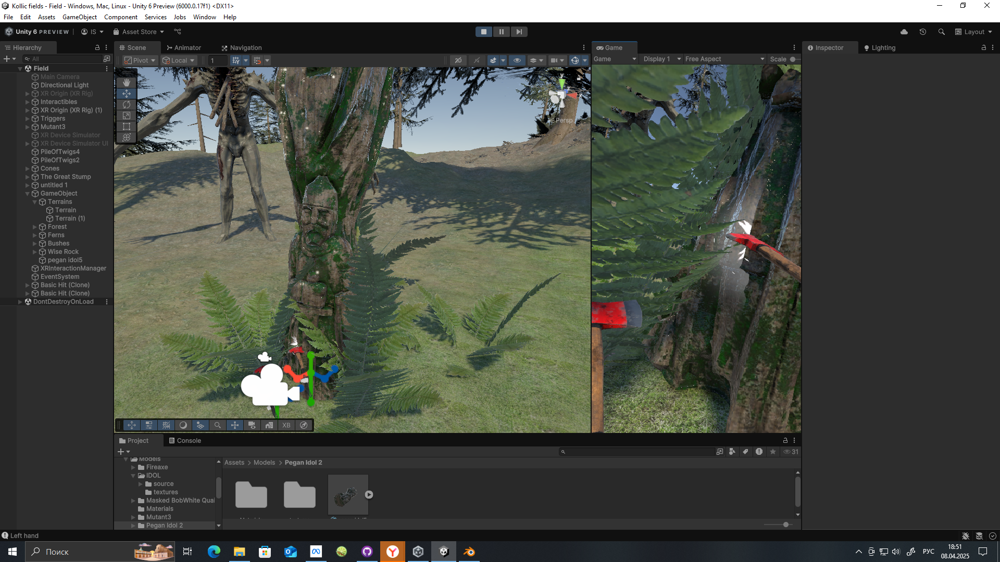 Kollic fields - Field - Windows, Mac, Linux - Unity 6 Preview (6000.0.17f1) <DX11>
File Edit Assets GameObject Component Services Jobs Window Help
Unity 6 PREVIEW IS Asset Store Layout
Hierarchy Scene Animator Navigation Game Inspector Lighting
All Pivot Local 1 2D Game Display 1 Free Aspect Scale
Field
Main Camera
Directional Light
XR Origin (XR Rig)
Interactibles
XR Origin (XR Rig) (1)
Triggers
Mutant3
XR Device Simulator
XR Device Simulator UI
PileOfTwigs4
PileOfTwigs2
Cones
The Great Stump
untitled 1
GameObject
Terrains
Terrain
Terrain (1)
Forest
Ferns
Bushes
Wise Rock
pegan idol5
XRInteractionManager
EventSystem
Basic Hit (Clone)
Basic Hit (Clone)
DontDestroyOnLoad
y
Persp
XB
Project Console
31
Models
Fireaxe
IDOL
source
textures
Masked BobWhite Quai
Materials
Mutant3
Pegan Idol 2
Assets > Models > Pegan Idol 2
Left hand
Поиск
РУС
18:51
08.04.2025